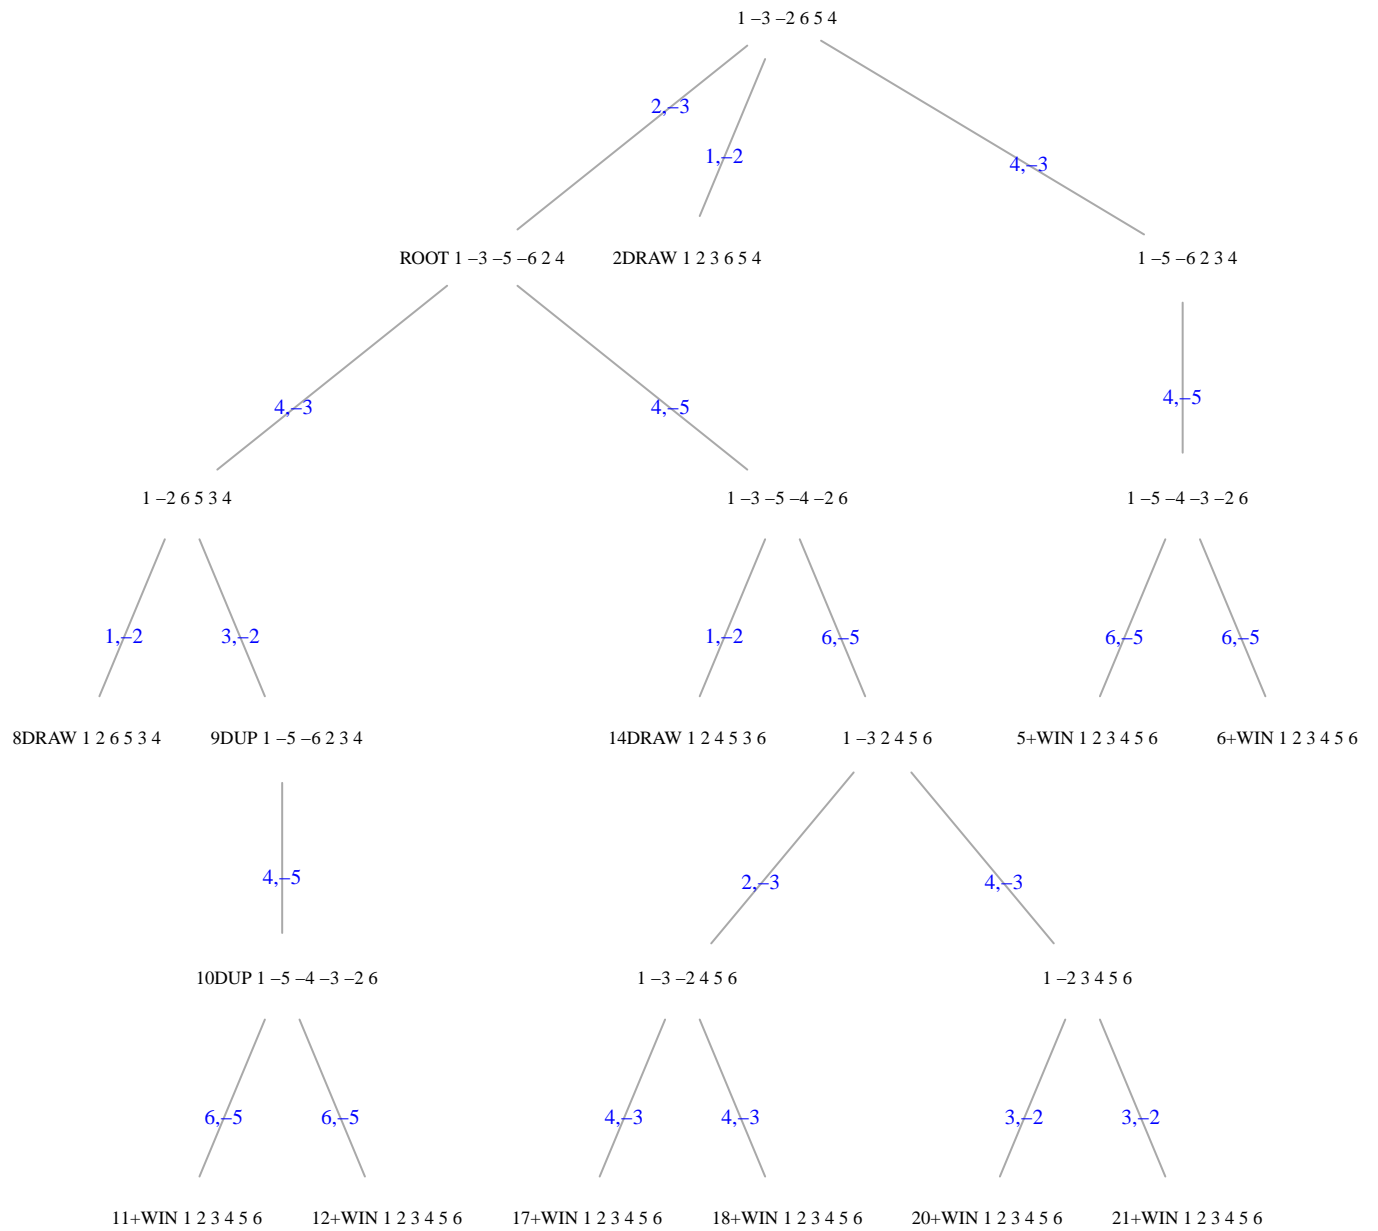 1 –3 –2 6 5 4
2,–3
1,–2
4,–3
ROOT 1 –3 –5 –6 2 4
2DRAW 1 2 3 6 5 4
1 –5 –6 2 3 4
4,–3
4,–5
4,–5
1 –2 6 5 3 4
1 –3 –5 –4 –2 6
1 –5 –4 –3 –2 6
1,–2
3,–2
1,–2
6,–5
6,–5
6,–5
8DRAW 1 2 6 5 3 4
9DUP 1 –5 –6 2 3 4
14DRAW 1 2 4 5 3 6
1 –3 2 4 5 6
5+WIN 1 2 3 4 5 6
6+WIN 1 2 3 4 5 6
4,–5
2,–3
4,–3
10DUP 1 –5 –4 –3 –2 6
1 –3 –2 4 5 6
1 –2 3 4 5 6
6,–5
6,–5
4,–3
4,–3
3,–2
3,–2
11+WIN 1 2 3 4 5 6
12+WIN 1 2 3 4 5 6
17+WIN 1 2 3 4 5 6
18+WIN 1 2 3 4 5 6
20+WIN 1 2 3 4 5 6
21+WIN 1 2 3 4 5 6